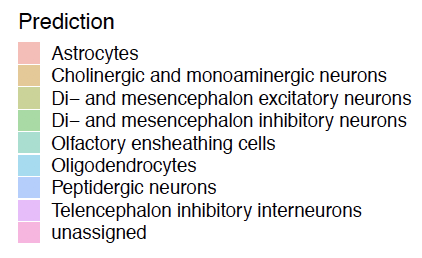 Prediction
Astrocytes
Cholinergic and monoaminergic neurons
Di− and mesencephalon excitatory neurons
Di− and mesencephalon inhibitory neurons
Olfactory ensheathing cells
Oligodendrocytes
Peptidergic neurons
Telencephalon inhibitory interneurons
unassigned